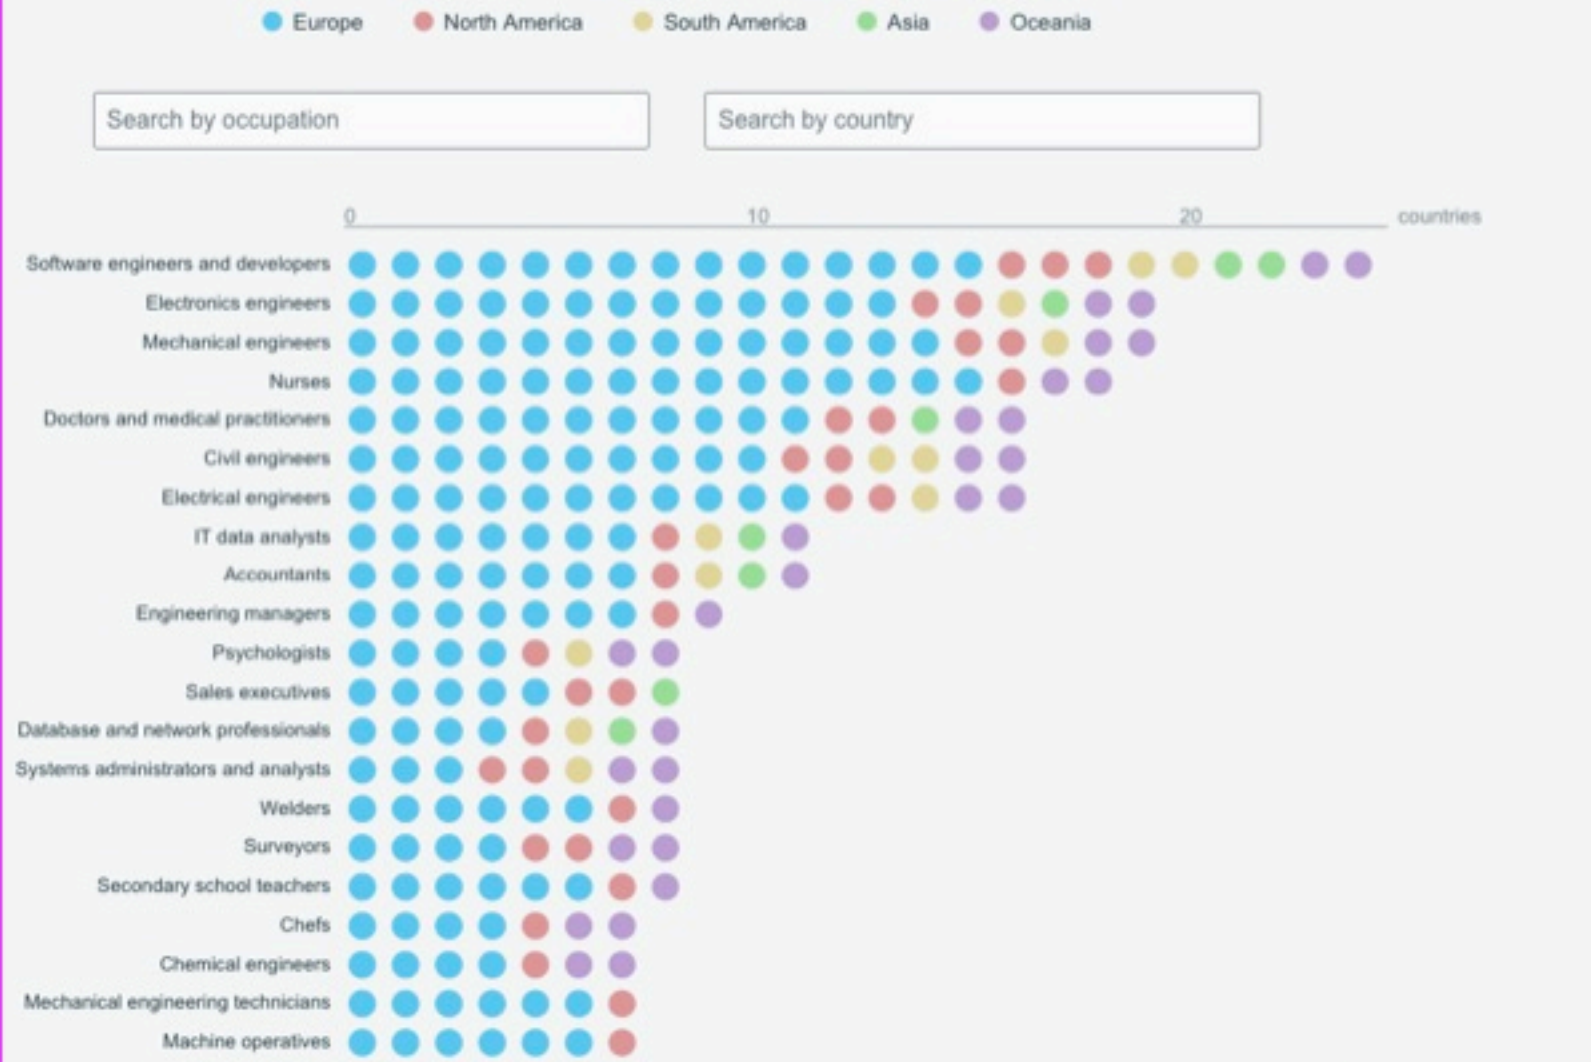 Europe North America South America Asia Oceania
Search by occupation Search by country
0 10 20 countries
Software engineers and developers
Electronics engineers
Mechanical engineers
Nurses
Doctors and medical practitioners
Civil engineers
Electrical engineers
IT data analysts
Accountants
Engineering managers
Psychologists
Sales executives
Database and network professionals
Systems administrators and analysts
Welders
Surveyors
Secondary school teachers
Chefs
Chemical engineers
Mechanical engineering technicians
Machine operatives